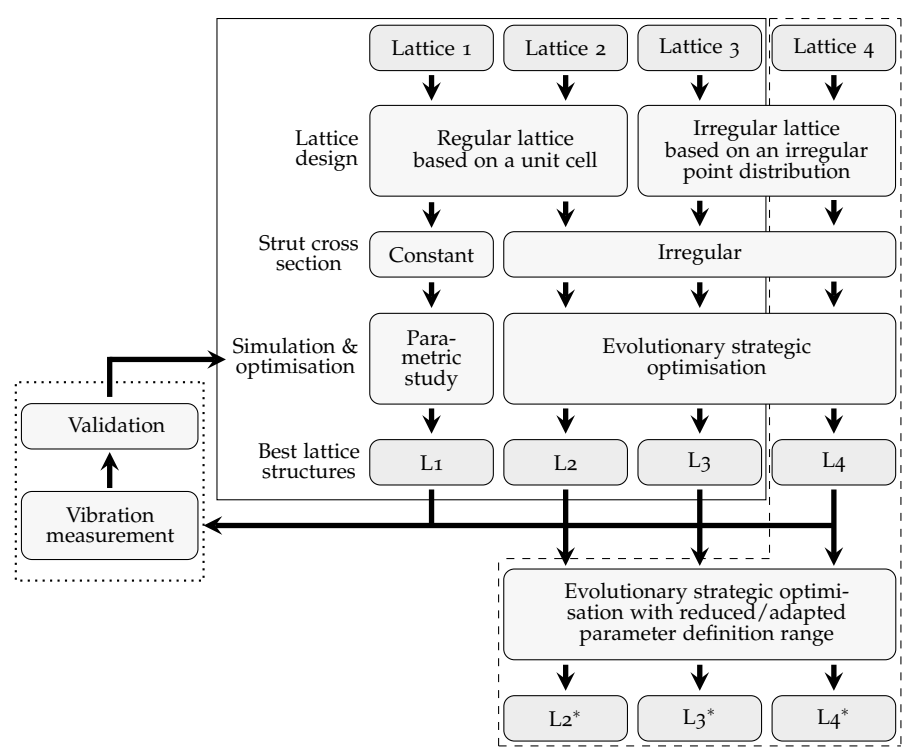 Lattice 1
Lattice 2
Lattice 3
Lattice 4
Lattice
design
Regular lattice
based on a unit cell
Irregular lattice
based on an irregular
point distribution
Strut cross
section
Constant
Irregular
Simulation &
optimisation
Para-
metric
study
Evolutionary strategic
optimisation
Validation
Best lattice
structures
L1
L2
L3
L4
Vibration
measurement
Evolutionary strategic optimi-
sation with reduced/adapted
parameter definition range
L2*
L3*
L4*